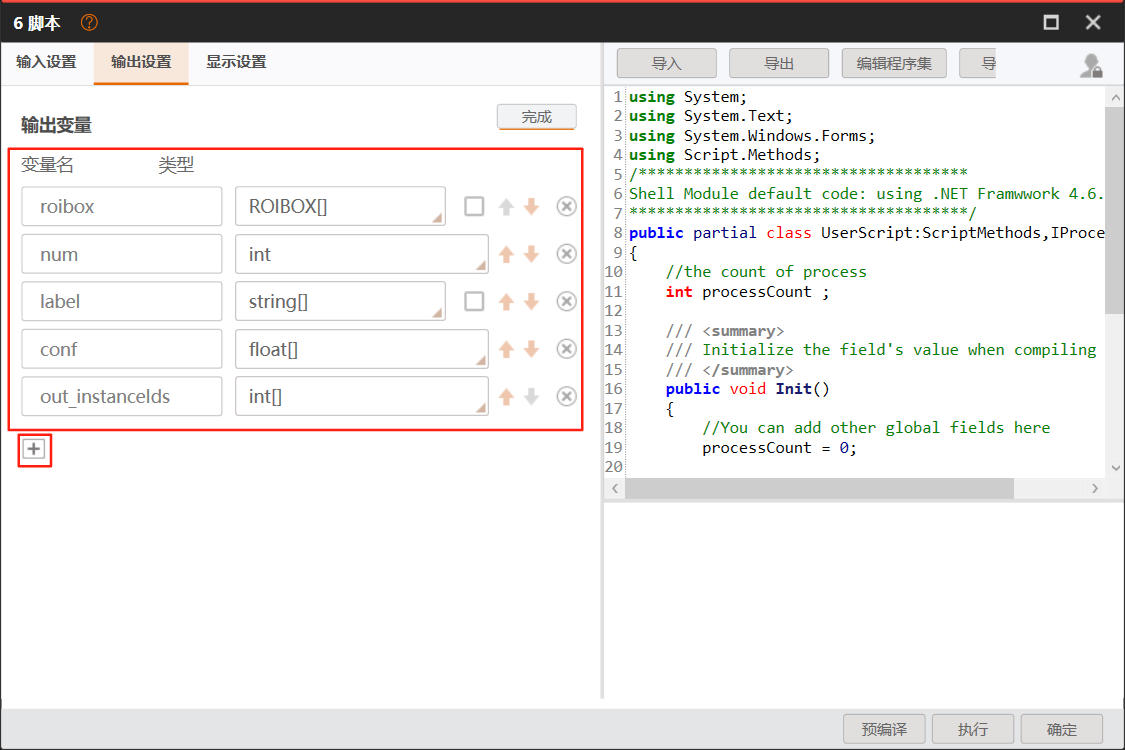 6 脚本
输入设置 输出设置 显示设置
导入 导出 编辑程序集 导
输出变量 完成
变量名 类型
roibox ROIBOX[]
num int
label string[]
conf float[]
out_instanceIds int[]
1 using System;
2 using System.Text;
3 using System.Windows.Forms;
4 using Script.Methods;
5 /************************************
6 Shell Module default code: using .NET Framwwork 4.6.
7 *************************************/
8 public partial class UserScript:ScriptMethods,IProce
9 {
10 //the count of process
11 int processCount ;
12
13 /// <summary>
14 /// Initialize the field's value when compiling
15 /// </summary>
16 public void Init()
17 {
18 //You can add other global fields here
19 processCount = 0;
20
预编译 执行 确定